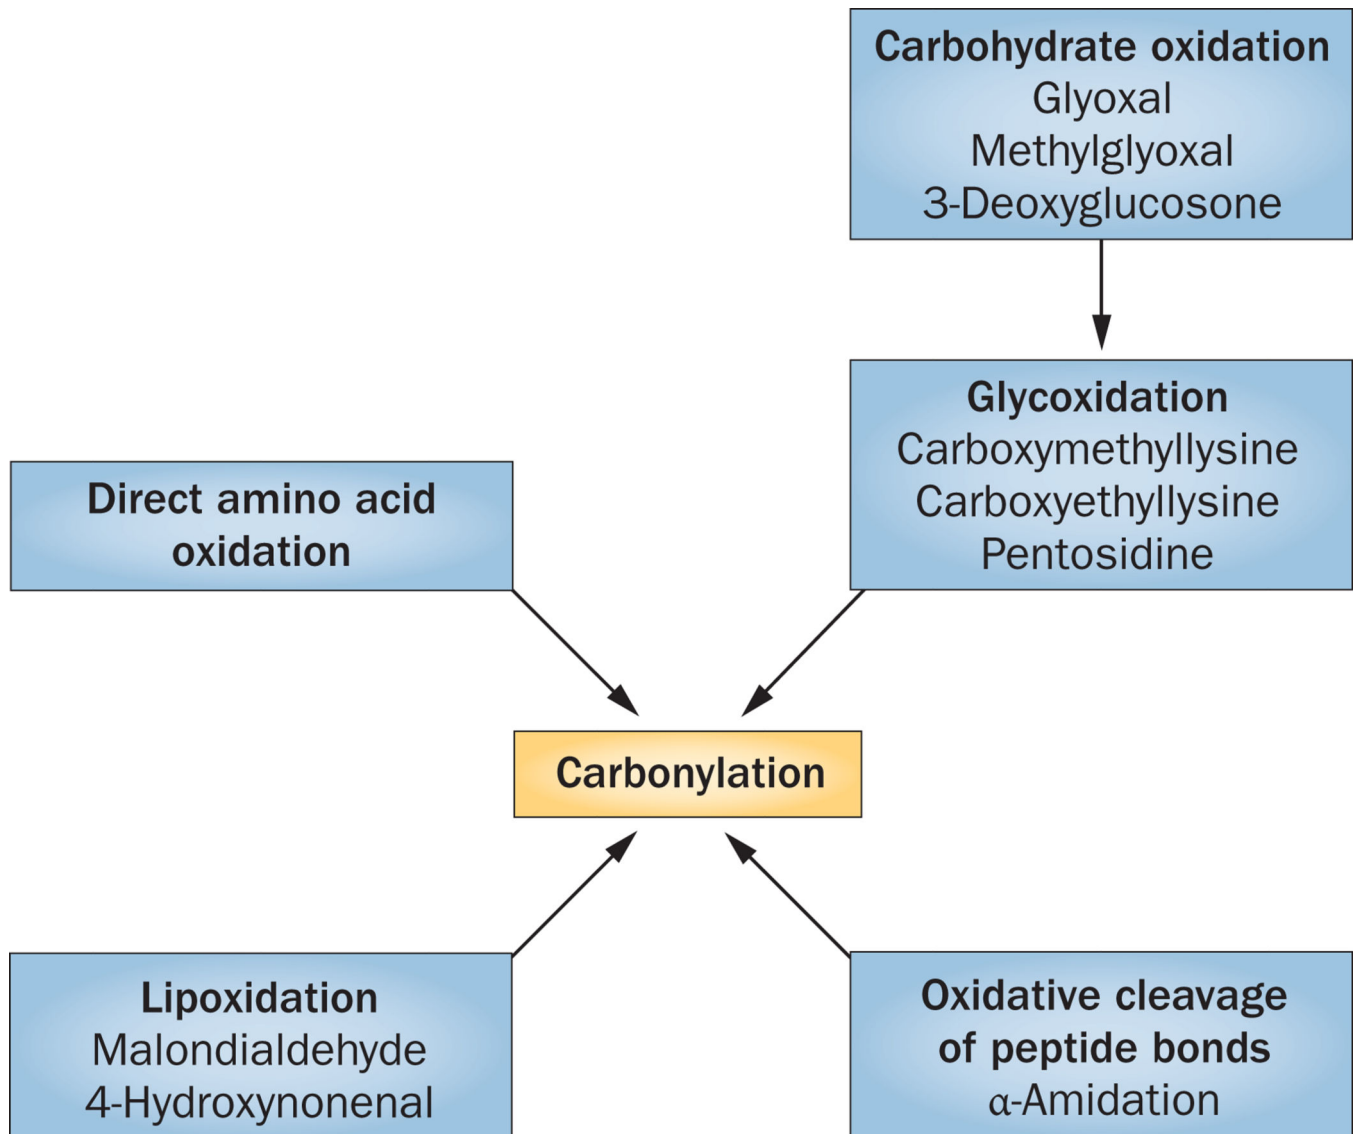 Carbohydrate oxidation
Glyoxal
Methylglyoxal
3-Deoxyglucosone
Glycoxidation
Carboxymethyllysine
Carboxyethyllysine
Pentosidine
Direct amino acid
oxidation
Carbonylation
Lipoxidation
Malondialdehyde
4-Hydroxynonenal
Oxidative cleavage
of peptide bonds
α-Amidation